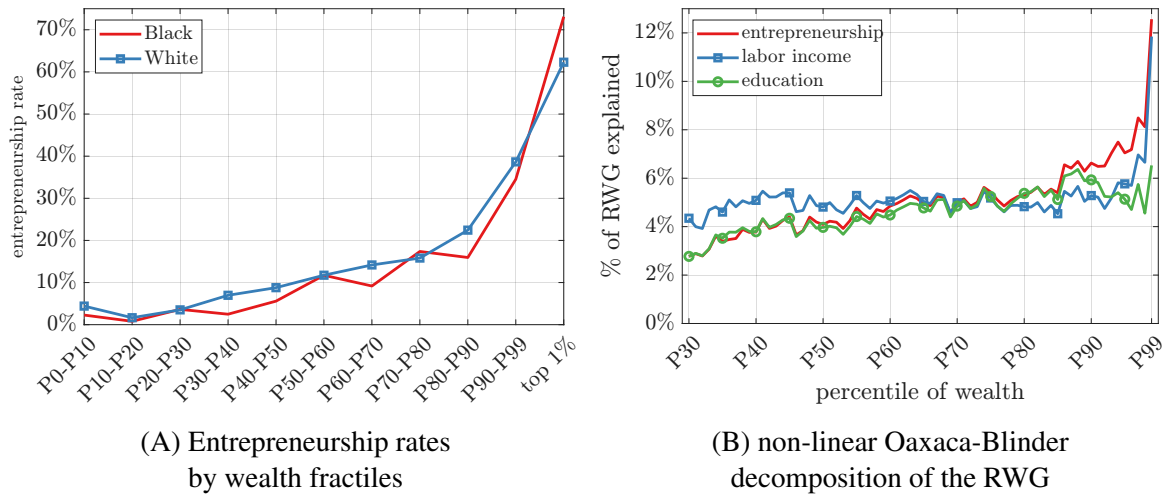 70%
60%
50%
40%
30%
20%
10%
0%
entrepreneurship rate
Black
White
P0-P10
P10-P20
P20-P30
P30-P40
P40-P50
P50-P60
P60-P70
P70-P80
P80-P90
P90-P99
top 1%
(A) Entrepreneurship rates
by wealth fractiles
12%
10%
8%
6%
4%
2%
0%
% of RWG explained
entrepreneurship
labor income
education
P30
P40
P50
P60
P70
P80
P90
P99
percentile of wealth
(B) non-linear Oaxaca-Blinder
decomposition of the RWG